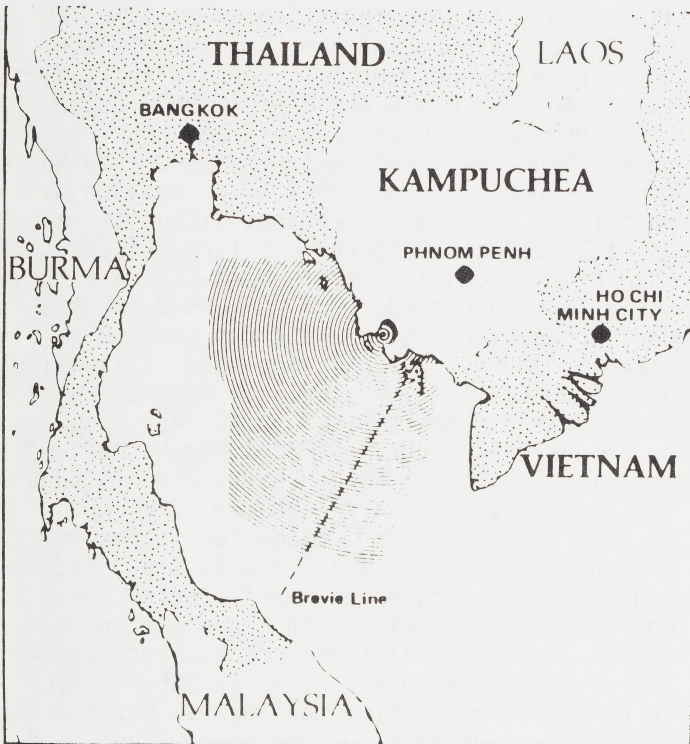 THAILAND
LAOS
BANGKOK
KAMPUCHEA
BURMA
PHNOM PENH
HO CHI
MINH CITY
VIETNAM
Brevie Line
MALAYSIA